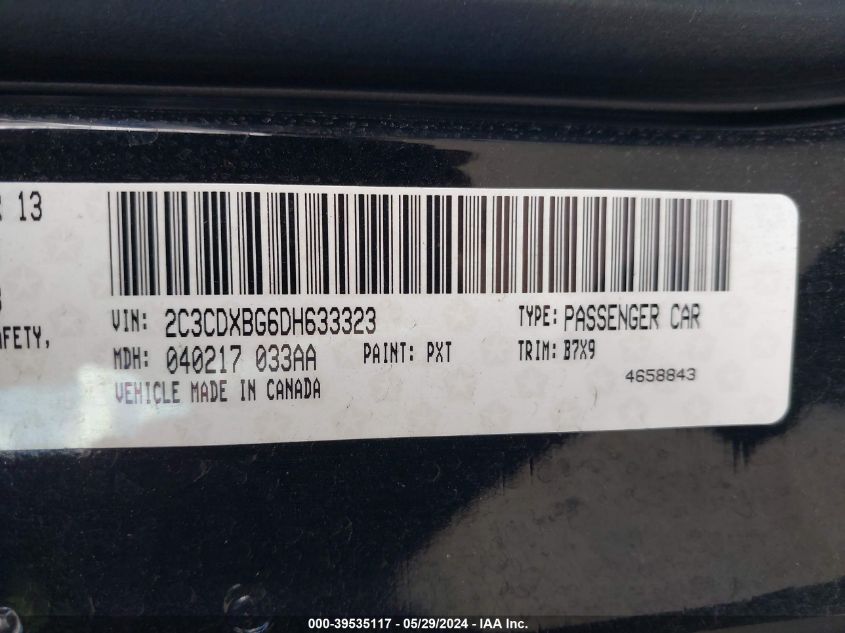 R 13
VIN: 2C3CDXBG6DH633323 TYPE: PASSENGER CAR
AFETY,
MDH: 040217 033AA PAINT: PXT TRIM: B7X9
VEHICLE MADE IN CANADA 4658843
000-39535117 - 05/29/2024 - IAA Inc.